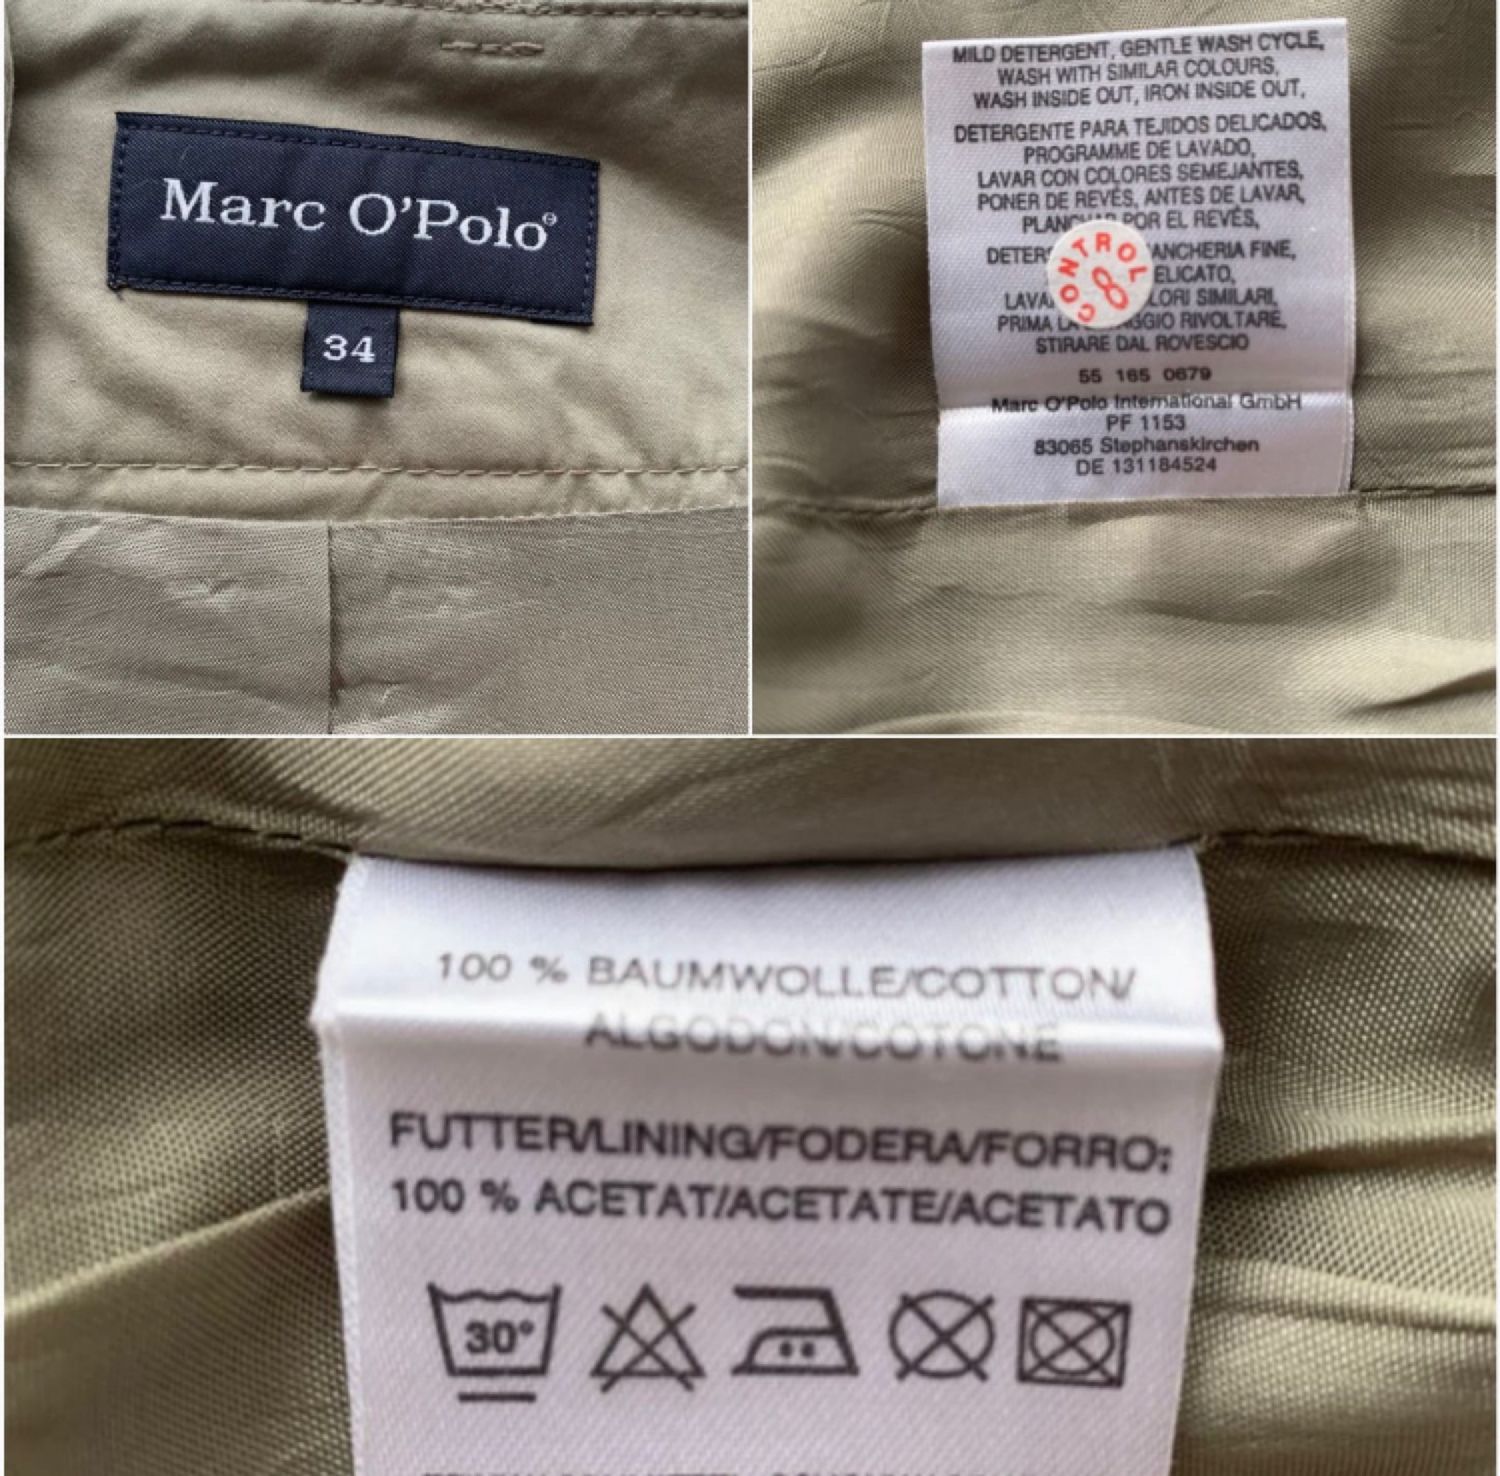 Marc O'Polo®
34
MILD DETERGENT, GENTLE WASH CYCLE,
WASH WITH SIMILAR COLOURS,
WASH INSIDE OUT, IRON INSIDE OUT,
DETERGENTE PARA TEJIDOS DELICADOS,
PROGRAMME DE LAVADO,
LAVAR CON COLORES SEMEJANTES,
PONER DE REVÉS, ANTES DE LAVAR,
POR EL REVÉS,
FINE,
LAVA SIMILARI,
PRIMA RIVOLTARE,
STIRARE DAL ROVESCIO
CONTROL
8
55 165 0679
Marc O'Polo International GmbH
PF 1153
83065 Stephanskirchen
DE 131184524
100 % BAUMWOLLE/COTTON/
ALGODON/COTONE
FUTTER/LINING/FODERA/FORRO:
100 % ACETAT/ACETATE/ACETATO
30°